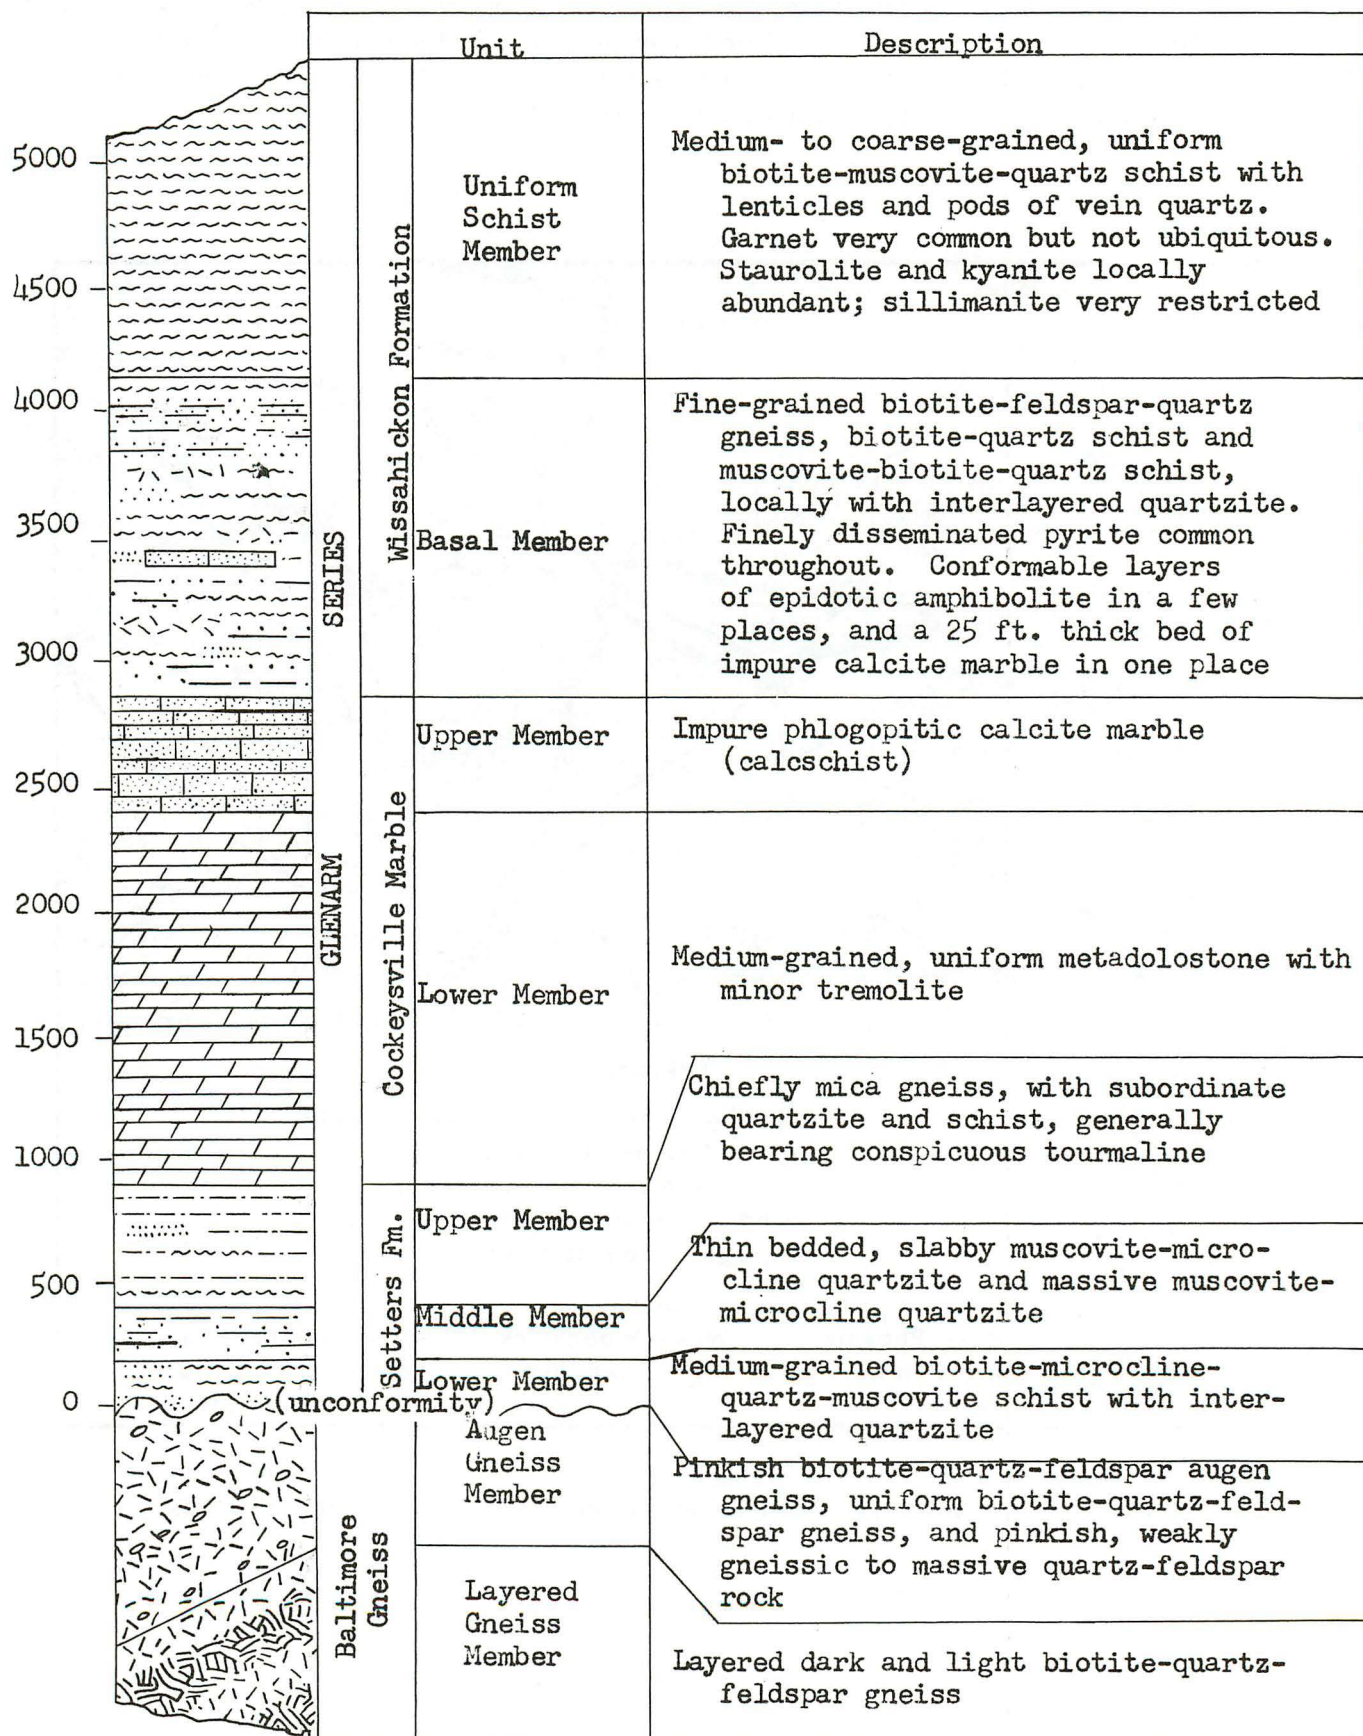 Unit
Description
5000
4500
4000
3500
3000
2500
2000
1500
1000
500
0
SERIES
GLENARM
Wissahickon Formation
Cockeysville Marble
Setters Fm.
Baltimore
Gneiss
Uniform
Schist
Member
Medium- to coarse-grained, uniform
biotite-muscovite-quartz schist with
lenticles and pods of vein quartz.
Garnet very common but not ubiquitous.
Staurolite and kyanite locally
abundant; sillimanite very restricted
Basal Member
Fine-grained biotite-feldspar-quartz
gneiss, biotite-quartz schist and
muscovite-biotite-quartz schist,
locally with interlayered quartzite.
Finely disseminated pyrite common
throughout. Conformable layers
of epidotic amphibolite in a few
places, and a 25 ft. thick bed of
impure calcite marble in one place
Upper Member
Impure phlogopitic calcite marble
(calcschist)
Lower Member
Medium-grained, uniform metadolostone with
minor tremolite
Upper Member
Chiefly mica gneiss, with subordinate
quartzite and schist, generally
bearing conspicuous tourmaline
Middle Member
Thin bedded, slabby muscovite-micro-
cline quartzite and massive muscovite-
microcline quartzite
Lower Member
Medium-grained biotite-microcline-
quartz-muscovite schist with inter-
layered quartzite
(unconformity)
Augen
Gneiss
Member
Pinkish biotite-quartz-feldspar augen
gneiss, uniform biotite-quartz-feld-
spar gneiss, and pinkish, weakly
gneissic to massive quartz-feldspar
rock
Layered
Gneiss
Member
Layered dark and light biotite-quartz-
feldspar gneiss